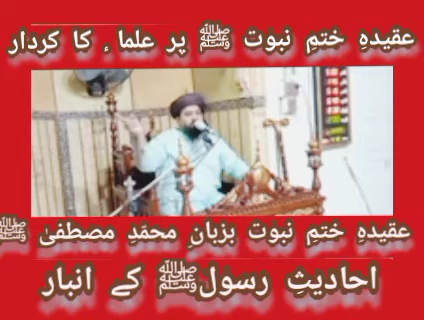 عقیدہِ ختمِ نبوت ﷺ پر علماء کا کردار
عقیدہِ ختمِ نبوت بزبانِ محمّدِ مصطفیٰ ﷺ
احادیثِ رسول ﷺ کے انبار